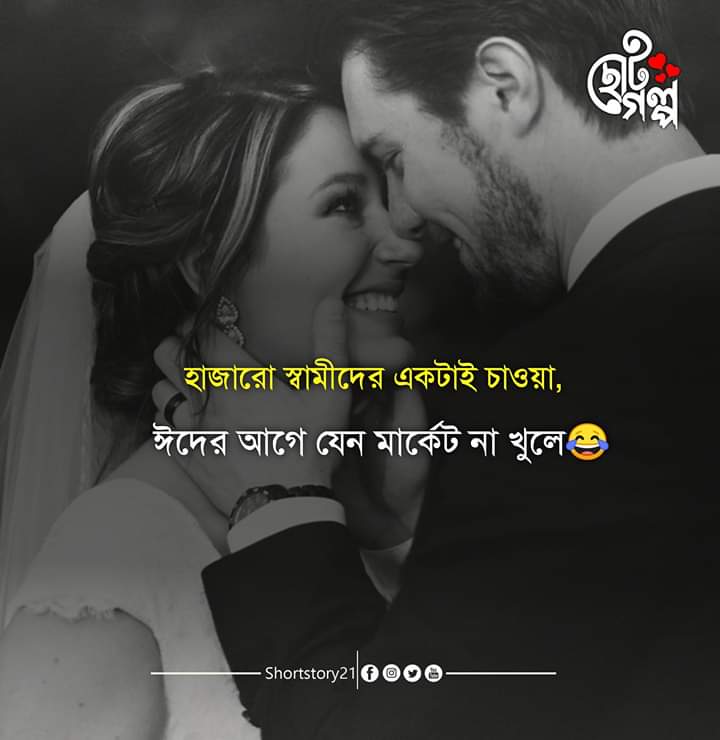 ছোট
গল্প
হাজারো স্বামীদের একটাই চাওয়া,
ঈদের আগে যেন মার্কেট না খুলে😂
Shortstory21